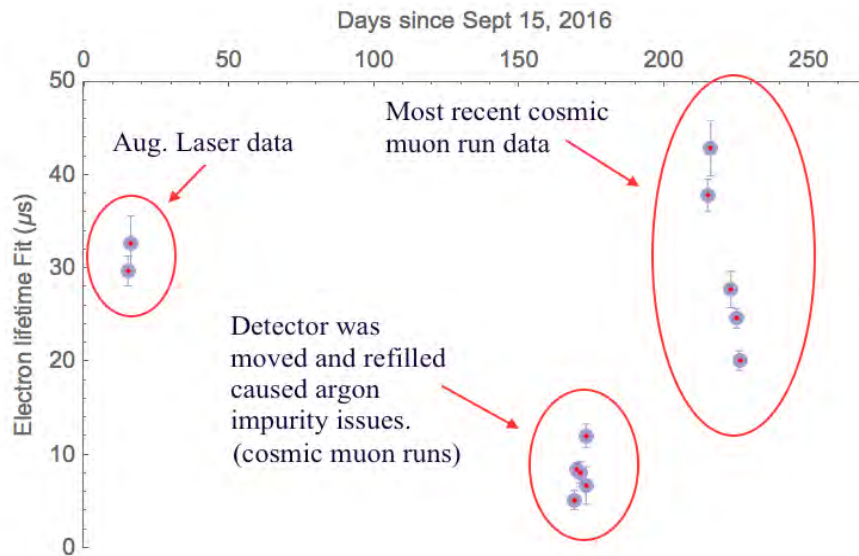 Days since Sept 15, 2016
0 50 100 150 200 250
50
40
30
20
10
0
Electron lifetime Fit (μs)
Aug. Laser data
Most recent cosmic
muon run data
Detector was
moved and refilled
caused argon
impurity issues.
(cosmic muon runs)